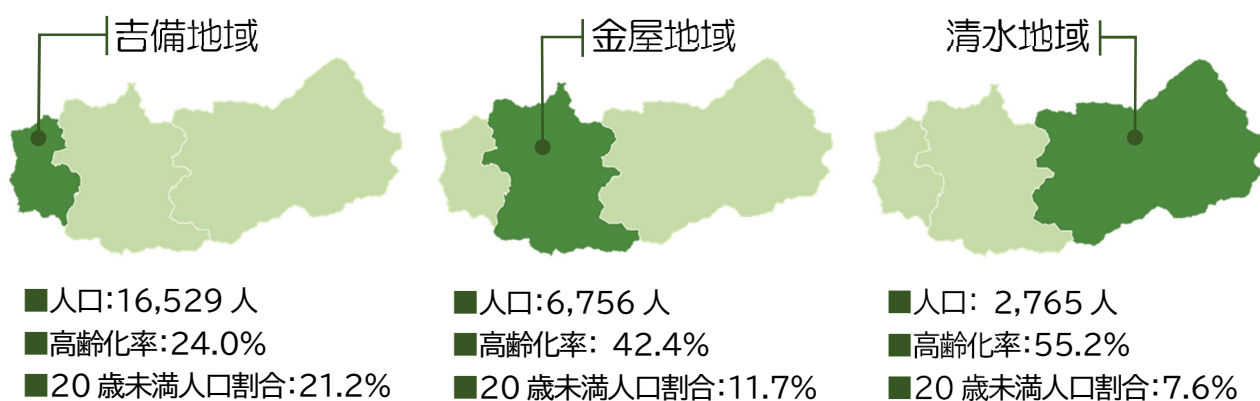 吉備地域
■人口:16,529 人
■高齢化率:24.0%
■20 歳未満人口割合:21.2%
金屋地域
■人口:6,756 人
■高齢化率: 42.4%
■20 歳未満人口割合:11.7%
清水地域
■人口: 2,765 人
■高齢化率:55.2%
■20 歳未満人口割合:7.6%